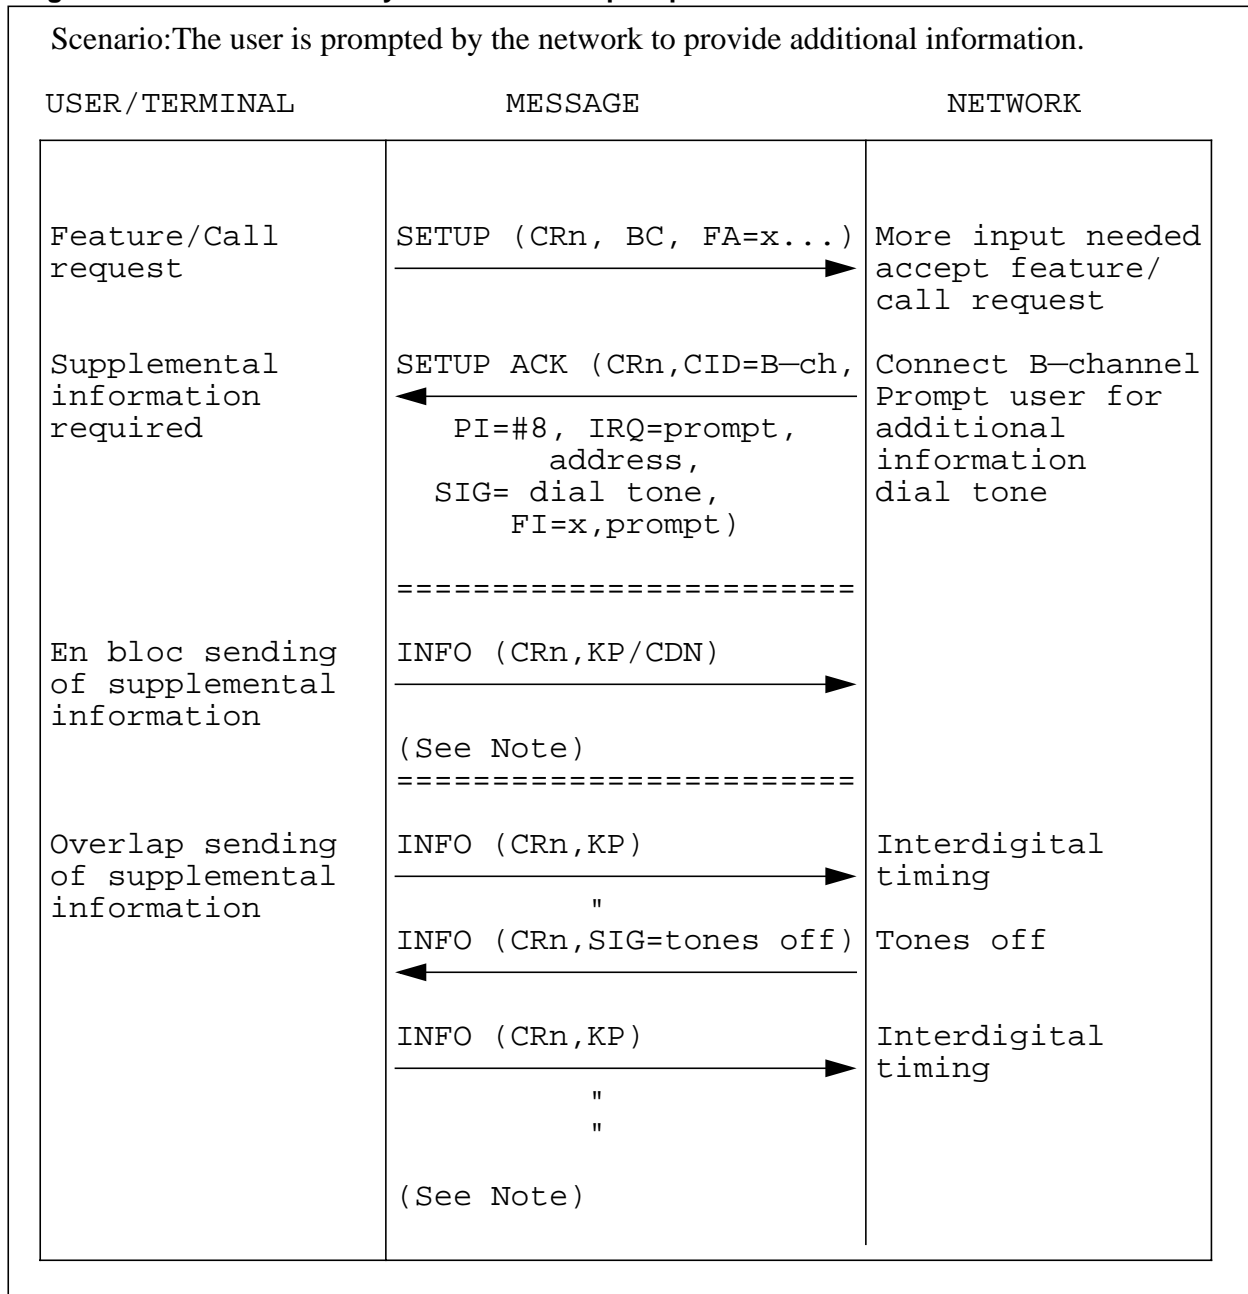 Scenario:The user is prompted by the network to provide additional information.
USER/TERMINAL MESSAGE NETWORK
Feature/Call SETUP (CRn, BC, FA=x...) More input needed
request accept feature/
call request
Supplemental SETUP ACK (CRn,CID=B—ch, Connect B—channel
information Prompt user for
required PI=#8, IRQ=prompt, additional
address, information
SIG= dial tone, dial tone
FI=x,prompt)
========================
En bloc sending INFO (CRn,KP/CDN)
of supplemental
information
(See Note)
========================
Overlap sending INFO (CRn,KP) Interdigital
of supplemental timing
information "
INFO (CRn,SIG=tones off) Tones off
INFO (CRn,KP) Interdigital
timing
"
"
(See Note)